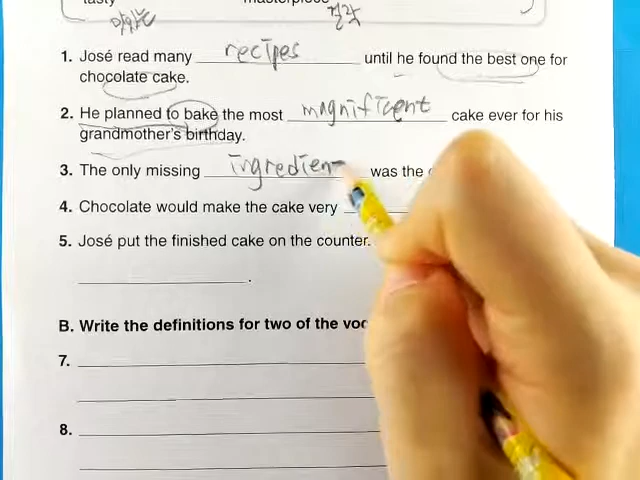 tasty masterpiece
맛있는 걸작
1. José read many recipes until he found the best one for
chocolate cake.
2. He planned to bake the most magnificent cake ever for his
grandmother's birthday.
3. The only missing ingredient was the
4. Chocolate would make the cake very
5. José put the finished cake on the counter.
.
B. Write the definitions for two of the voc
7.
8.